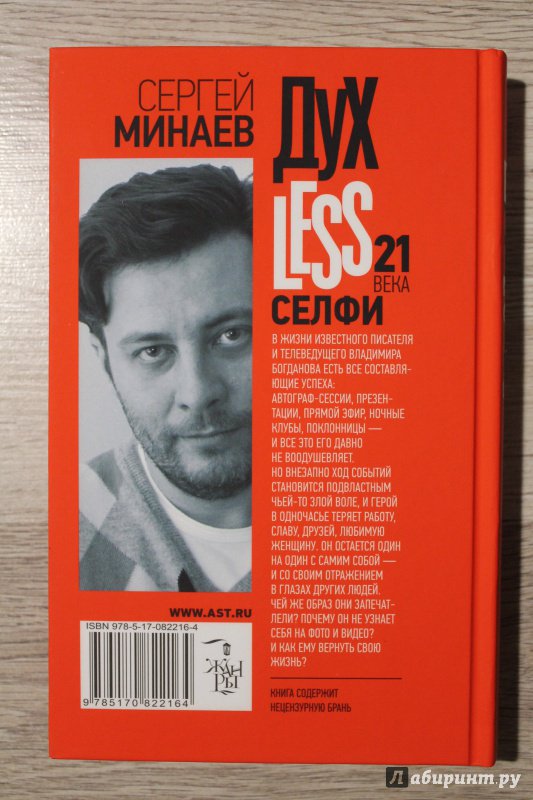 СЕРГЕЙ
МИНАЕВ
ДУХ
LESS
21
ВЕКА
СЕЛФИ
В ЖИЗНИ ИЗВЕСТНОГО ПИСАТЕЛЯ
И ТЕЛЕВЕДУЩЕГО ВЛАДИМИРА
БОГДАНОВА ЕСТЬ ВСЕ СОСТАВЛЯ-
ЮЩИЕ УСПЕХА:
АВТОГРАФ-СЕССИИ, ПРЕЗЕН-
ТАЦИИ, ПРЯМОЙ ЭФИР, НОЧНЫЕ
КЛУБЫ, ПОКЛОННИЦЫ —
И ВСЕ ЭТО ЕГО ДАВНО
НЕ ВООДУШЕВЛЯЕТ.
НО ВНЕЗАПНО ХОД СОБЫТИЙ
СТАНОВИТСЯ ПОДВЛАСТНЫМ
ЧЬЕЙ-ТО ЗЛОЙ ВОЛЕ, И ГЕРОЙ
В ОДНОЧАСЬЕ ТЕРЯЕТ РАБОТУ,
СЛАВУ, ДРУЗЕЙ, ЛЮБИМУЮ
ЖЕНЩИНУ. ОН ОСТАЕТСЯ ОДИН
НА ОДИН С САМИМ СОБОЙ —
И СО СВОИМ ОТРАЖЕНИЕМ
В ГЛАЗАХ ДРУГИХ ЛЮДЕЙ.
ЧЕЙ ЖЕ ОБРАЗ ОНИ ЗАПЕЧАТ-
ЛЕЛИ? ПОЧЕМУ ОН НЕ УЗНАЕТ
СЕБЯ НА ФОТО И ВИДЕО?
И КАК ЕМУ ВЕРНУТЬ СВОЮ
ЖИЗНЬ?
КНИГА СОДЕРЖИТ
НЕЦЕНЗУРНУЮ БРАНЬ
WWW.AST.RU
ISBN 978-5-17-082216-4
9 785170 822164
ЖАН
РЫ
Лабиринт.ру